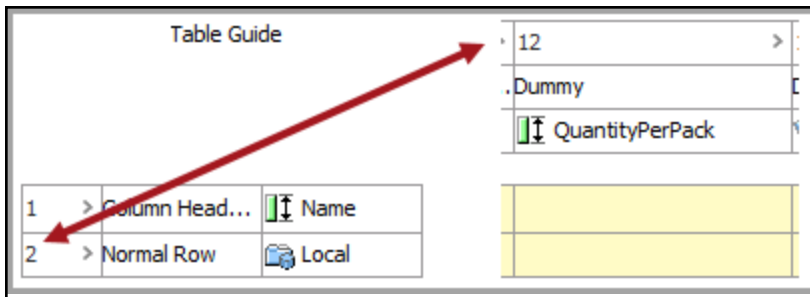 Table Guide
12 >
Dummy
QuantityPerPack
1 > Column Head... Name
2 > Normal Row Local